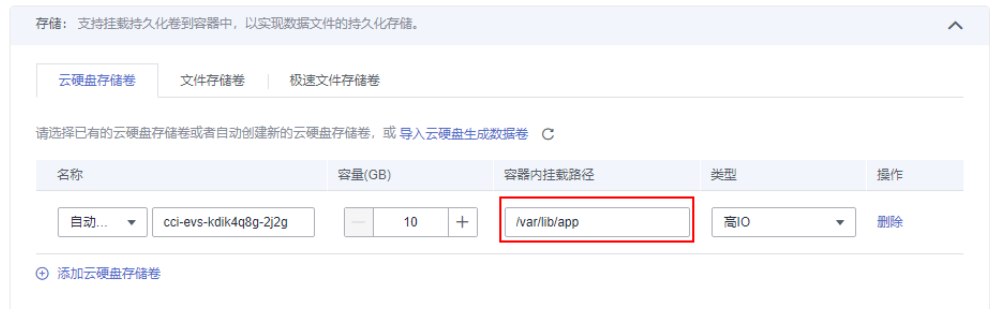 存储： 支持挂载持久化卷到容器中，以实现数据文件的持久化存储。
云硬盘存储卷 文件存储卷 极速文件存储卷
请选择已有的云硬盘存储卷或者自动创建新的云硬盘存储卷，或 导入云硬盘生成数据卷
名称 容量(GB) 容器内挂载路径 类型 操作
自动... cci-evs-kdik4q8g-2j2g 10 /var/lib/app 高IO 删除
添加云硬盘存储卷